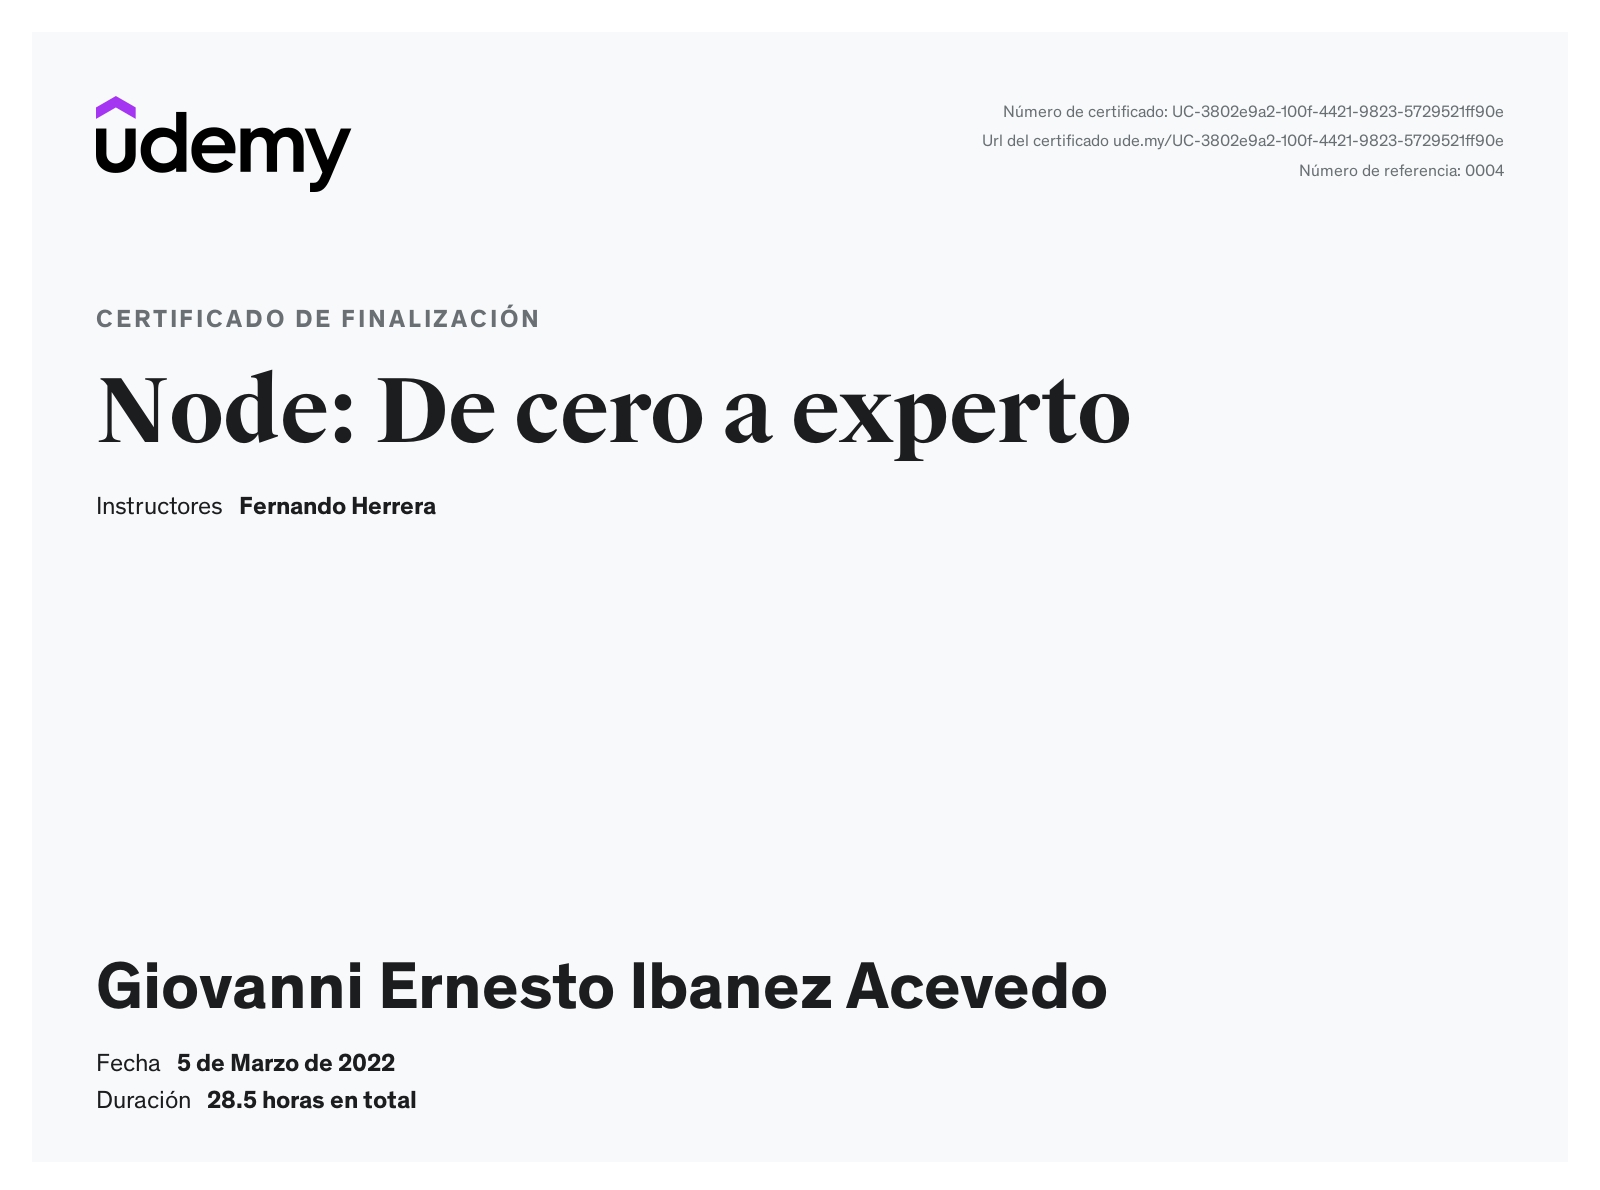 udemy
Número de certificado: UC-3802e9a2-100f-4421-9823-5729521ff90e
Url del certificado ude.my/UC-3802e9a2-100f-4421-9823-5729521ff90e
Número de referencia: 0004
CERTIFICADO DE FINALIZACIÓN
Node: De cero a experto
Instructores Fernando Herrera
Giovanni Ernesto Ibanez Acevedo
Fecha 5 de Marzo de 2022
Duración 28.5 horas en total